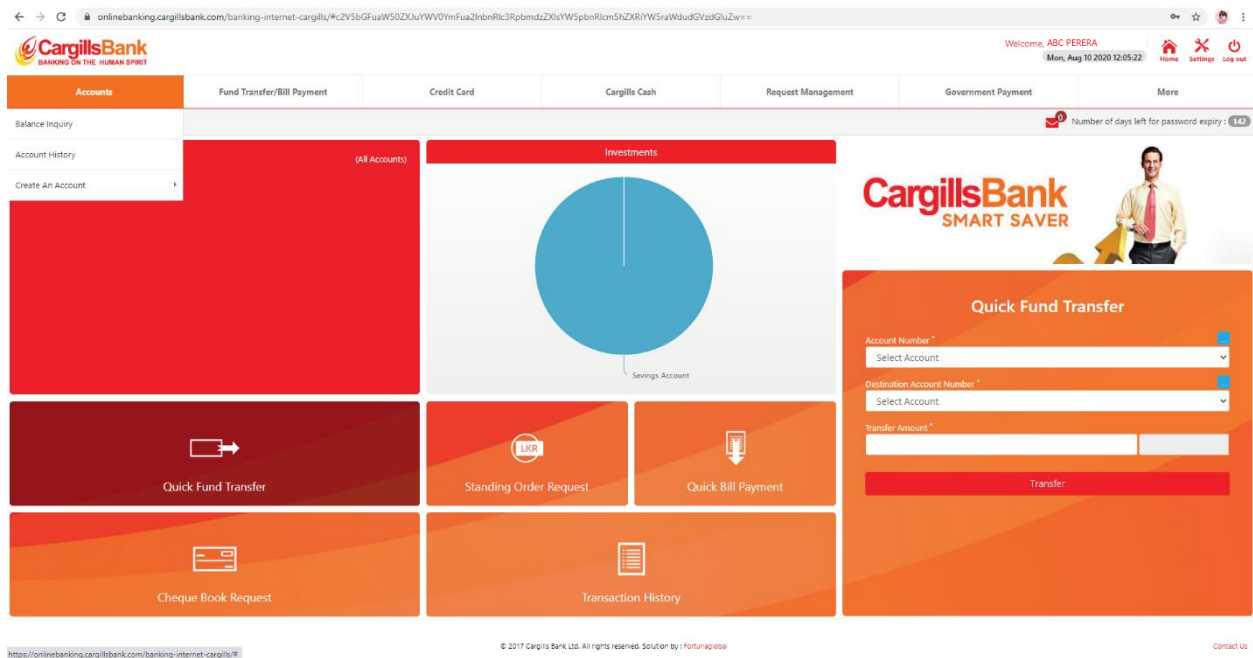 onlinebanking.cargillsbank.com/banking-internet-cargills/#c2V5bGFuaW50ZXJuYWV0YmFua2lnbnRlc3RpbmdzZXIsYW5pbnRlcm5hZXRiYW5raWdudGVzdGluZw==
CargillsBank
BANKING ON THE HUMAN SPIRIT
Welcome, ABC PERERA
Mon, Aug 10 2020 12:05:22
Home Settings Log out
Accounts Fund Transfer/Bill Payment Credit Card Cargills Cash Request Management Government Payment More
Balance Inquiry
0 Number of days left for password expiry : 142
Account History
Create An Account
(All Accounts)
Investments
Savings Account
CargillsBank
SMART SAVER
Quick Fund Transfer
Account Number *
...
Select Account
Destination Account Number *
...
Select Account
Transfer Amount *
Transfer
Quick Fund Transfer
LKR
Standing Order Request
Quick Bill Payment
Cheque Book Request
Transaction History
© 2017 Cargills Bank Ltd. All rights reserved. Solution by : Fortunaglobal
Contact Us
https://onlinebanking.cargillsbank.com/banking-internet-cargills/#